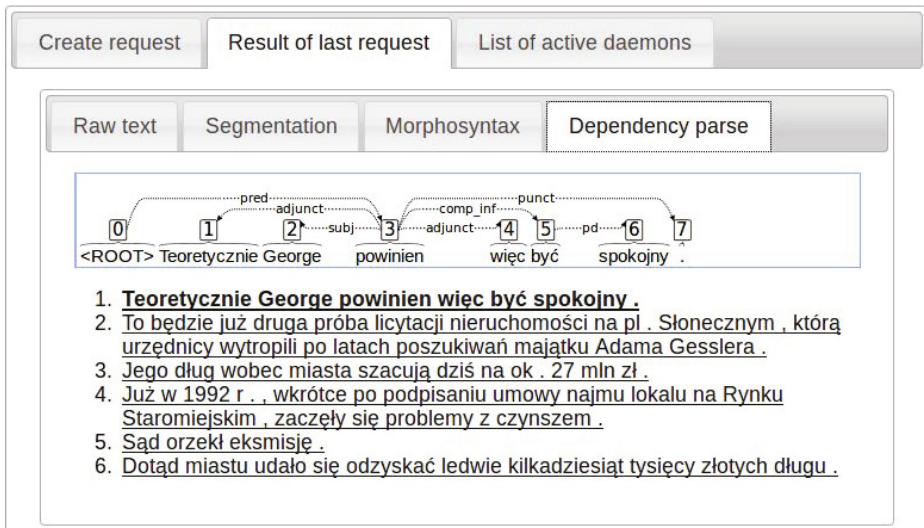 Create request Result of last request List of active daemons
Raw text Segmentation Morphosyntax Dependency parse
pred punct
adjunct comp_inf
0 1 2 subj 3 adjunct 4 5 pd 6 7
<ROOT> Teoretycznie George powinien więc być spokojny .
1. Teoretycznie George powinien więc być spokojny .
2. To będzie już druga próba licytacji nieruchomości na pl . Słonecznym , którą
urzędnicy wytropili po latach poszukiwań majątku Adama Gesslera .
3. Jego dług wobec miasta szacują dziś na ok . 27 mln zł .
4. Już w 1992 r . , wkrótce po podpisaniu umowy najmu lokalu na Rynku
Staromiejskim , zaczęły się problemy z czynszem .
5. Sąd orzekł eksmisję .
6. Dotąd miastu udało się odzyskać ledwie kilkadziesiąt tysięcy złotych długu .